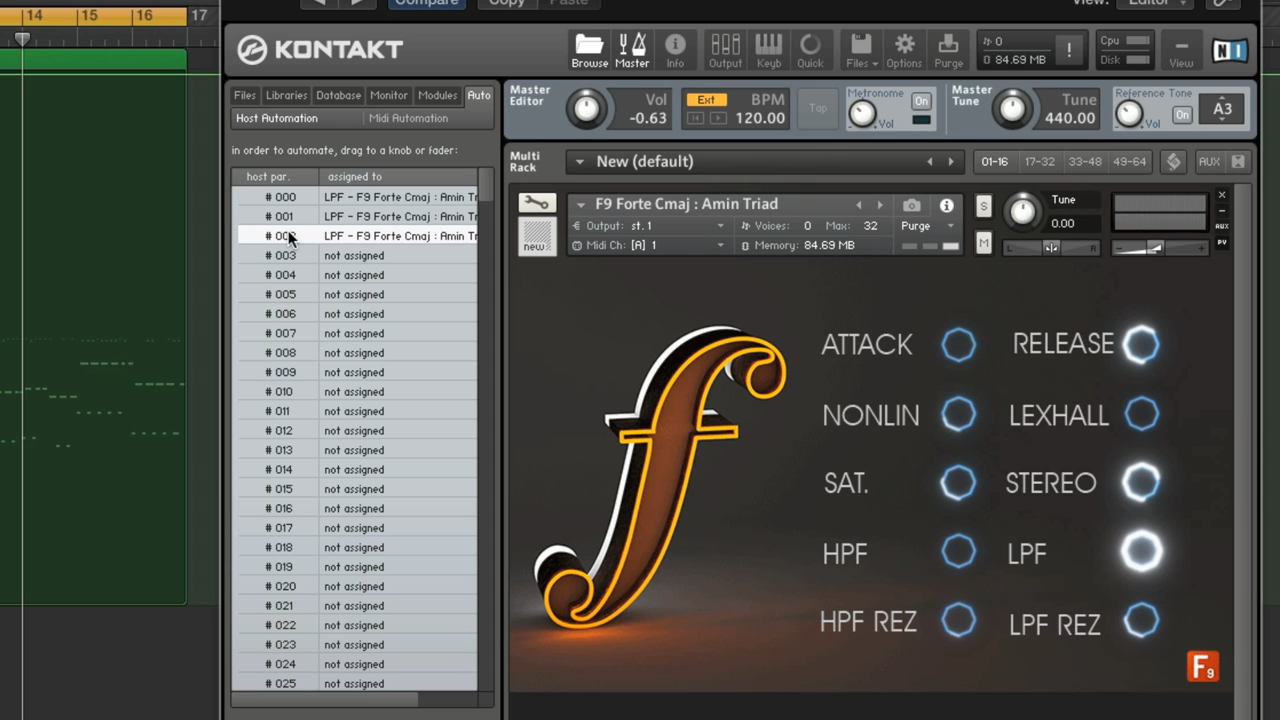 14 15 16 17
Compare Copy Paste View: Editor
KONTAKT
Browse Master Info Output Keyb Quick Files Options Purge View
0
84.69 MB
!
Cpu
Disk
NI
Files Libraries Database Monitor Modules Auto
Host Automation Midi Automation
in order to automate, drag to a knob or fader:
host par. assigned to
# 000 LPF - F9 Forte Cmaj : Amin Tr
# 001 LPF - F9 Forte Cmaj : Amin Tr
# 002 LPF - F9 Forte Cmaj : Amin Tr
# 003 not assigned
# 004 not assigned
# 005 not assigned
# 006 not assigned
# 007 not assigned
# 008 not assigned
# 009 not assigned
# 010 not assigned
# 011 not assigned
# 012 not assigned
# 013 not assigned
# 014 not assigned
# 015 not assigned
# 016 not assigned
# 017 not assigned
# 018 not assigned
# 019 not assigned
# 020 not assigned
# 021 not assigned
# 022 not assigned
# 023 not assigned
# 024 not assigned
# 025 not assigned
Master Editor
Vol -0.63
Ext BPM 120.00
Tap
Metronome On Vol
Master Tune
Tune 440.00
Reference Tone On Vol
A3
Multi Rack
New (default)
01-16 17-32 33-48 49-64 AUX
F9 Forte Cmaj : Amin Triad
Output: st.1 Voices: 0 Max: 32 Purge
Midi Ch: [A] 1 Memory: 84.69 MB
new
S
M
Tune
0.00
L R
AUX
PV
ATTACK RELEASE
NONLIN LEXHALL
SAT. STEREO
HPF LPF
HPF REZ LPF REZ
F9